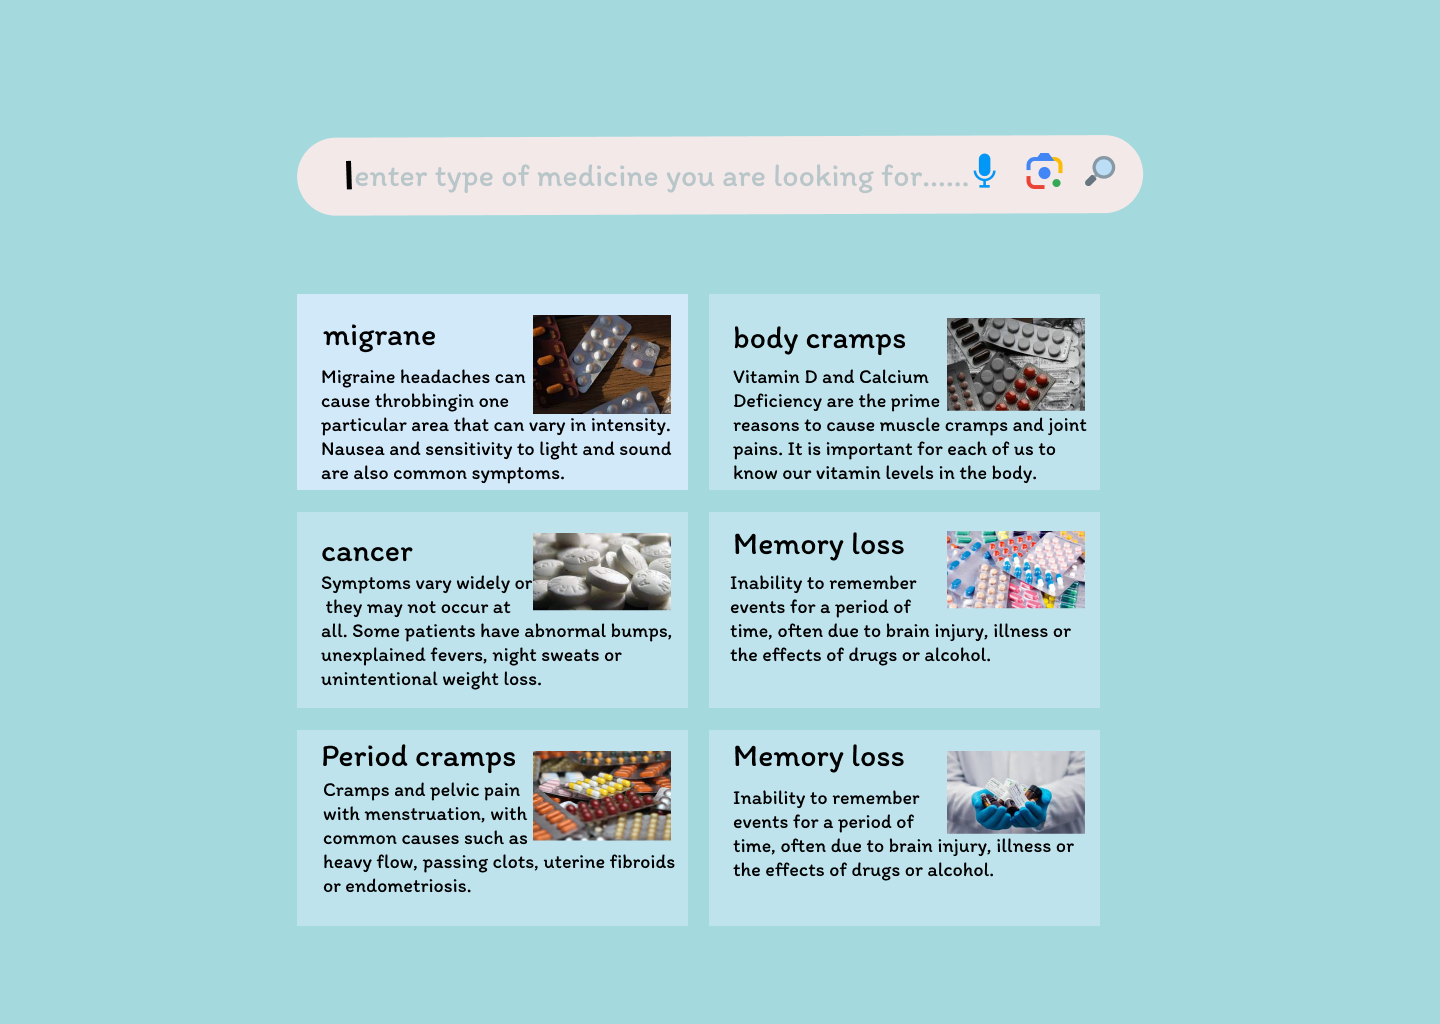 enter type of medicine you are looking for......
migrane
Migraine headaches can
cause throbbingin one
particular area that can vary in intensity.
Nausea and sensitivity to light and sound
are also common symptoms.
body cramps
Vitamin D and Calcium
Deficiency are the prime
reasons to cause muscle cramps and joint
pains. It is important for each of us to
know our vitamin levels in the body.
cancer
Symptoms vary widely or
they may not occur at
all. Some patients have abnormal bumps,
unexplained fevers, night sweats or
unintentional weight loss.
Memory loss
Inability to remember
events for a period of
time, often due to brain injury, illness or
the effects of drugs or alcohol.
Period cramps
Cramps and pelvic pain
with menstruation, with
common causes such as
heavy flow, passing clots, uterine fibroids
or endometriosis.
Memory loss
Inability to remember
events for a period of
time, often due to brain injury, illness or
the effects of drugs or alcohol.